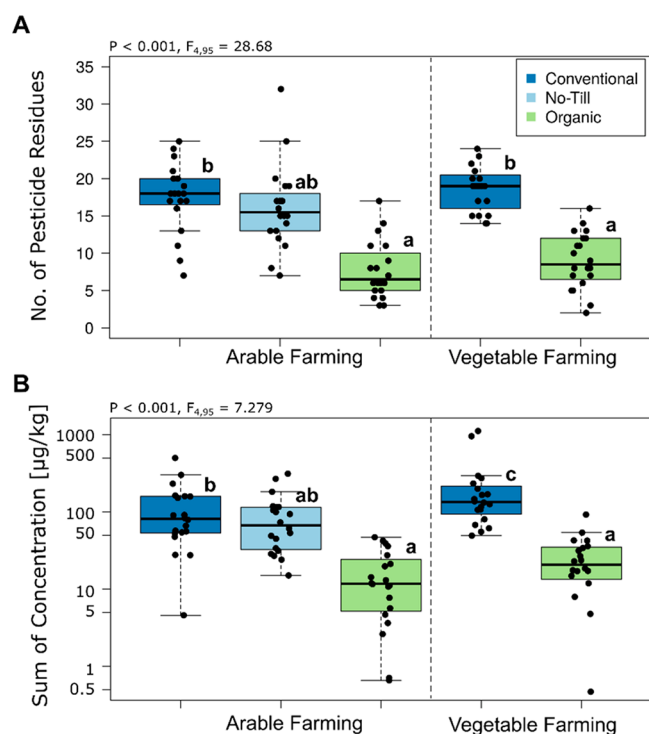 A
P < 0.001, F4,95 = 28.68
No. of Pesticide Residues
35
30
25
20
15
10
5
0
b
ab
a
b
a
Conventional
No-Till
Organic
Arable Farming
Vegetable Farming
B
P < 0.001, F4,95 = 7.279
Sum of Concentration [µg/kg]
1000
500
100
50
10
5
1
0.5
b
ab
a
c
a
Arable Farming
Vegetable Farming